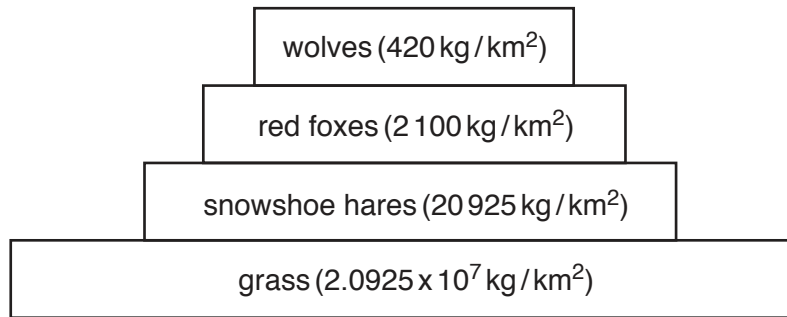 wolves (420 kg / km²)
red foxes (2 100 kg / km²)
snowshoe hares (20 925 kg / km²)
grass (2.0925 x 10⁷ kg / km²)